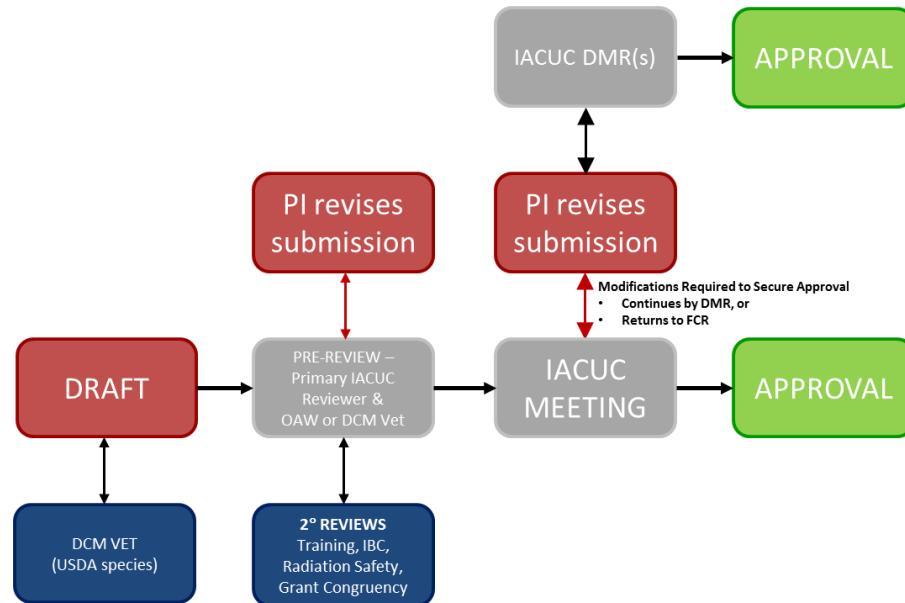 IACUC DMR(s)
APPROVAL
PI revises
submission
PI revises
submission
Modifications Required to Secure Approval
• Continues by DMR, or
• Returns to FCR
DRAFT
PRE-REVIEW –
Primary IACUC
Reviewer &
OAW or DCM Vet
IACUC
MEETING
APPROVAL
DCM VET
(USDA species)
2° REVIEWS
Training, IBC,
Radiation Safety,
Grant Congruency